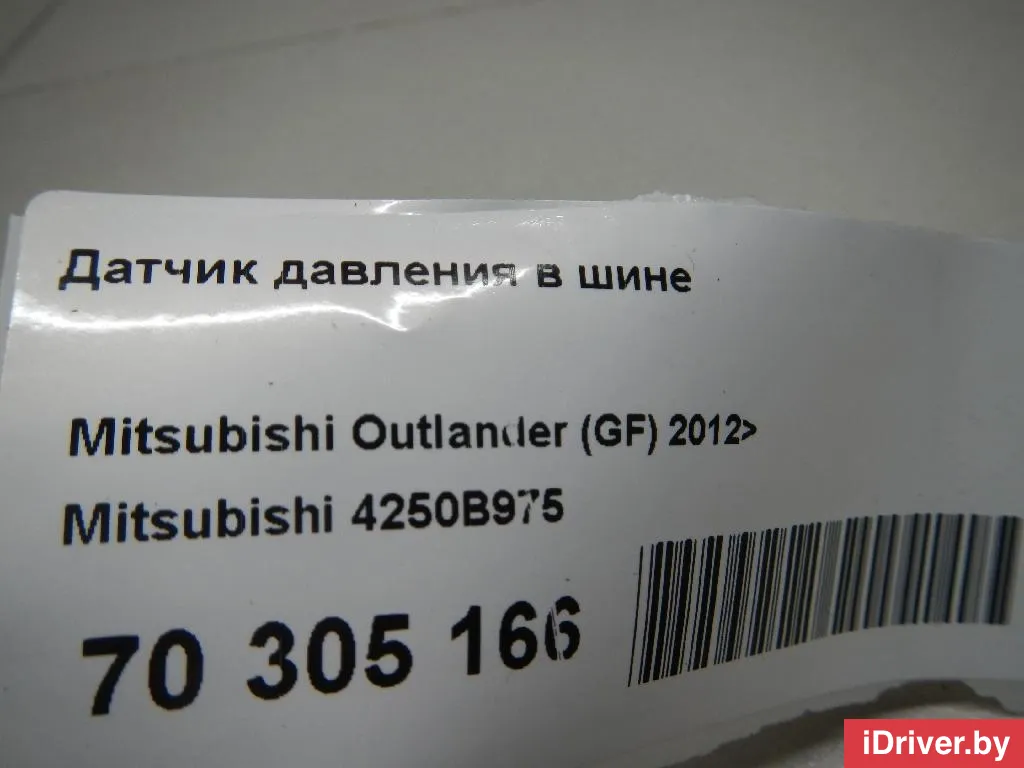 Датчик давления в шине
Mitsubishi Outlander (GF) 2012>
Mitsubishi 4250B975
70 305 166
iDriver.by